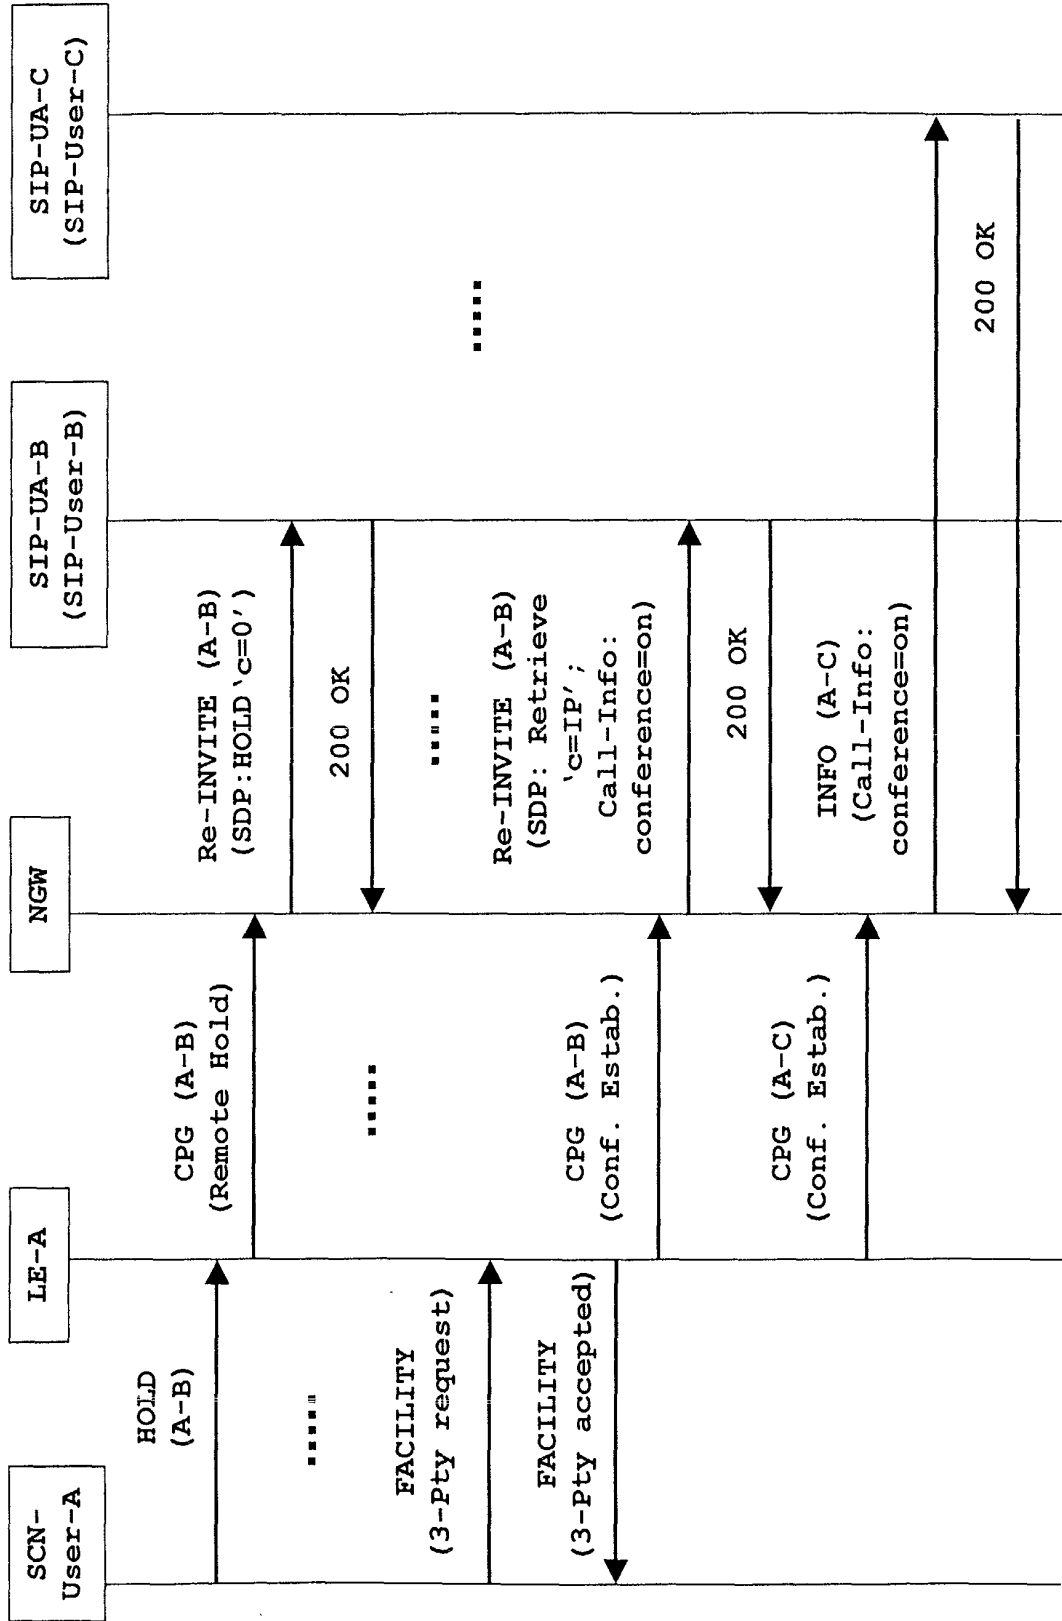 SCN-
User-A
LE-A
NGW
SIP-UA-B
(SIP-User-B)
SIP-UA-C
(SIP-User-C)
HOLD
(A-B)
CPG (A-B)
(Remote Hold)
Re-INVITE (A-B)
(SDP:HOLD'c=0')
200 OK
FACILITY
(3-Pty request)
FACILITY
(3-Pty accepted)
CPG (A-B)
(Conf. Estab.)
Re-INVITE (A-B)
(SDP: Retrieve
'c=IP';
Call-Info:
conference=on)
200 OK
CPG (A-C)
(Conf. Estab.)
INFO (A-C)
(Call-Info:
conference=on)
200 OK